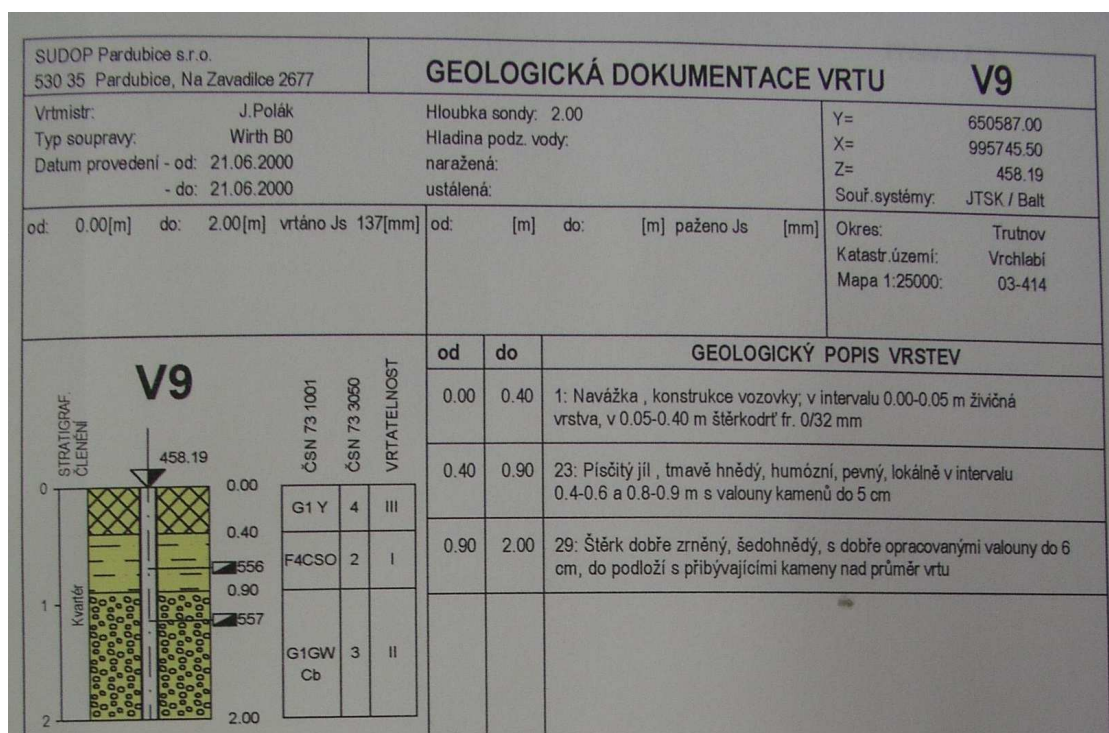 SUDOP Pardubice s.r.o.
530 35 Pardubice, Na Zavadilce 2677
GEOLOGICKÁ DOKUMENTACE VRTU V9
Vrtmistr: J.Polák
Typ soupravy: Wirth B0
Datum provedení - od: 21.06.2000
- do: 21.06.2000
Hloubka sondy: 2.00
Hladina podz. vody:
naražená:
ustálená:
Y= 650587.00
X= 995745.50
Z= 458.19
Souř.systémy: JTSK / Balt
od: 0.00[m] do: 2.00[m] vrtáno Js 137[mm]
od: [m] do: [m] paženo Js [mm]
Okres: Trutnov
Katastr.území: Vrchlabí
Mapa 1:25000: 03-414
V9
STRATIGRAF.
ČLENĚNÍ
458.19
ČSN 73 1001
ČSN 73 3050
VRTATELNOST
0
0.00
G1 Y 4 III
0.40
556
F4CSO 2 I
0.90
1
Kvartér
557
G1GW 3 II
Cb
2
2.00
od do GEOLOGICKÝ POPIS VRSTEV
0.00 0.40 1: Navážka , konstrukce vozovky; v intervalu 0.00-0.05 m živičná
vrstva, v 0.05-0.40 m štěrkodrť fr. 0/32 mm
0.40 0.90 23: Písčitý jíl , tmavě hnědý, humózní, pevný, lokálně v intervalu
0.4-0.6 a 0.8-0.9 m s valouny kamenů do 5 cm
0.90 2.00 29: Štěrk dobře zrněný, šedohnědý, s dobře opracovanými valouny do 6
cm, do podloží s přibývajícími kameny nad průměr vrtu